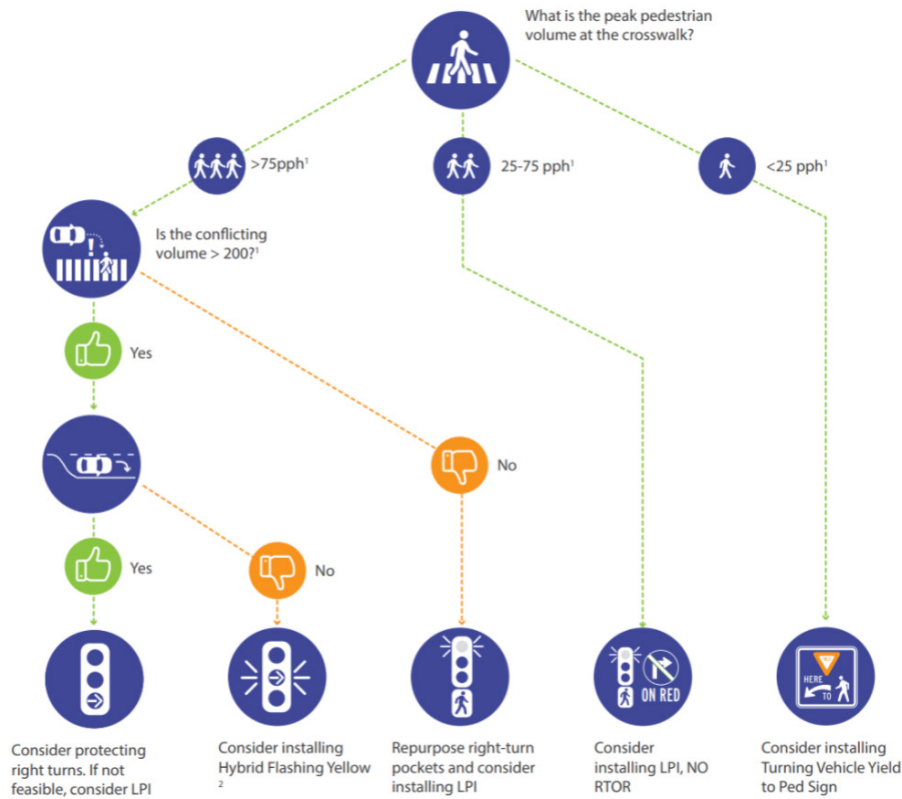 What is the peak pedestrian
volume at the crosswalk?
>75pph¹
25-75 pph¹
<25 pph¹
Is the conflicting
volume > 200?¹
Yes
No
Yes
No
ON RED
HERE
TO
Consider protecting
right turns. If not
feasible, consider LPI
Consider installing
Hybrid Flashing Yellow
²
Repurpose right-turn
pockets and consider
installing LPI
Consider
installing LPI, NO
RTOR
Consider installing
Turning Vehicle Yield
to Ped Sign